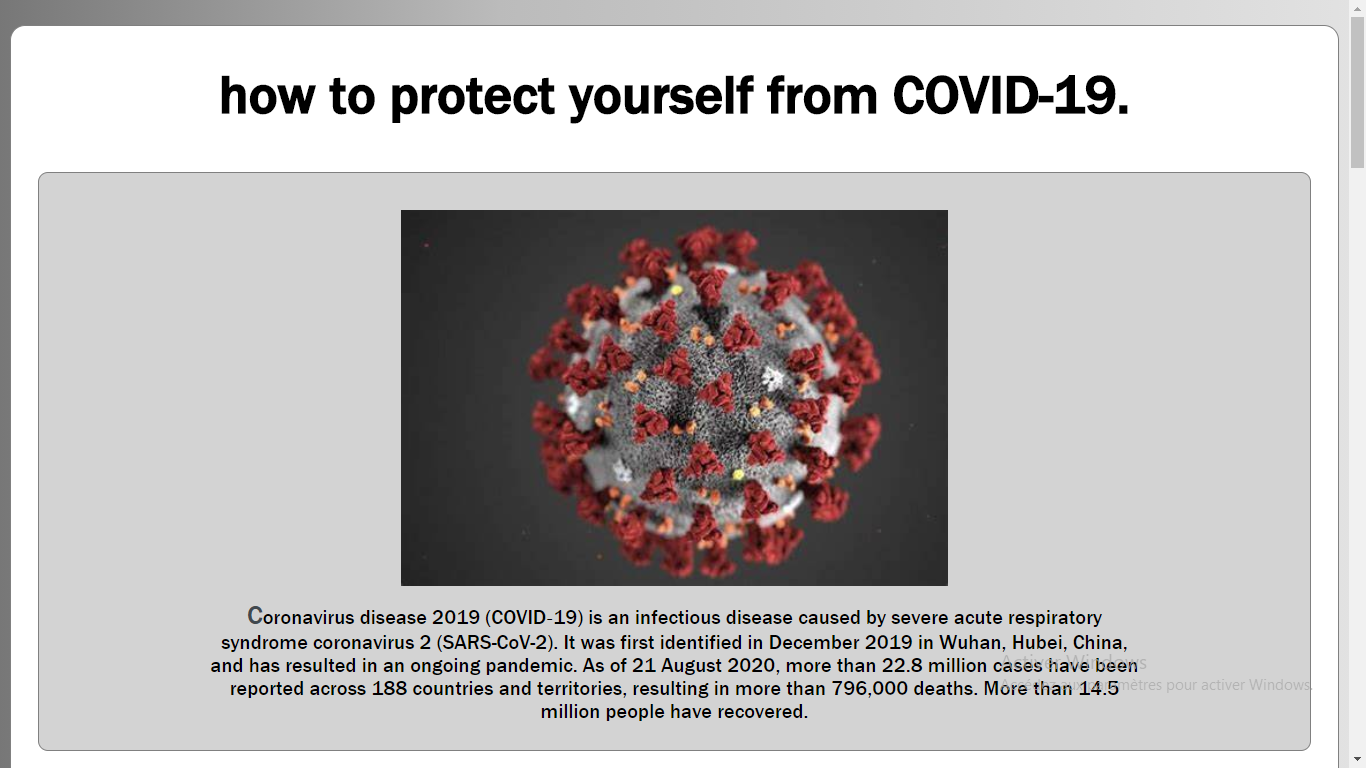 how to protect yourself from COVID-19.
Coronavirus disease 2019 (COVID-19) is an infectious disease caused by severe acute respiratory
syndrome coronavirus 2 (SARS-CoV-2). It was first identified in December 2019 in Wuhan, Hubei, China,
and has resulted in an ongoing pandemic. As of 21 August 2020, more than 22.8 million cases have been
reported across 188 countries and territories, resulting in more than 796,000 deaths. More than 14.5
million people have recovered.
Activer Windows
Accédez aux paramètres pour activer Windows.